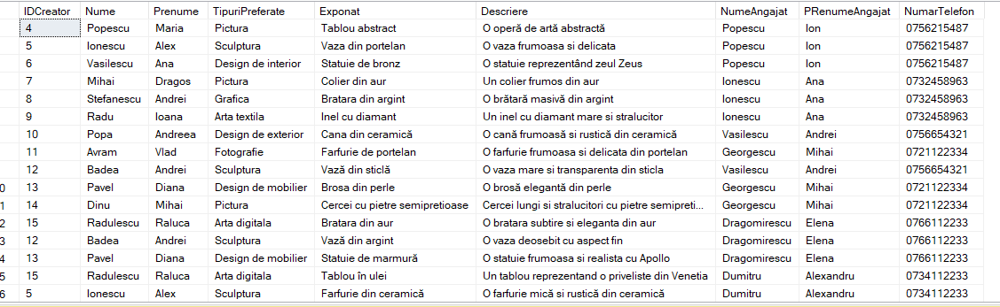 IDCreator Nume Prenume TipuriPreferate Exponat Descriere NumeAngajat PRenumeAngajat NumarTelefon
4 Popescu Maria Pictura Tablou abstract O operă de artă abstractă Popescu Ion 0756215487
5 Ionescu Alex Sculptura Vaza din portelan O vaza frumoasa si delicata Popescu Ion 0756215487
6 Vasilescu Ana Design de interior Statuie de bronz O statuie reprezentând zeul Zeus Popescu Ion 0756215487
7 Mihai Dragos Pictura Colier din aur Un colier frumos din aur Ionescu Ana 0732458963
8 Stefanescu Andrei Grafica Bratara din argint O brătară masivă din argint Ionescu Ana 0732458963
9 Radu Ioana Arta textila Inel cu diamant Un inel cu diamant mare si stralucitor Ionescu Ana 0732458963
10 Popa Andreea Design de exterior Cana din ceramică O cană frumoasă si rustică din ceramică Vasilescu Andrei 0756654321
11 Avram Vlad Fotografie Farfurie de portelan O farfurie frumoasa si delicata din portelan Georgescu Mihai 0721122334
12 Badea Andrei Sculptura Vază din sticlă O vaza mare si transparenta din sticla Vasilescu Andrei 0756654321
0 13 Pavel Diana Design de mobilier Brosa din perle O brosă elegantă din perle Georgescu Mihai 0721122334
1 14 Dinu Mihai Pictura Cercei cu pietre semipretioase Cercei lungi si stralucitori cu pietre semipreti... Georgescu Mihai 0721122334
2 15 Radulescu Raluca Arta digitala Bratara din aur O bratara subtire si eleganta din aur Dragomirescu Elena 0766112233
3 12 Badea Andrei Sculptura Vază din argint O vaza deosebit cu aspect fin Dragomirescu Elena 0766112233
4 13 Pavel Diana Design de mobilier Statuie de marmură O statuie frumoasa si realista cu Apollo Dragomirescu Elena 0766112233
5 15 Radulescu Raluca Arta digitala Tablou în ulei Un tablou reprezentand o priveliste din Venetia Dumitru Alexandru 0734112233
6 5 Ionescu Alex Sculptura Farfurie din ceramică O farfurie mică si rustică din ceramică Dumitru Alexandru 0734112233